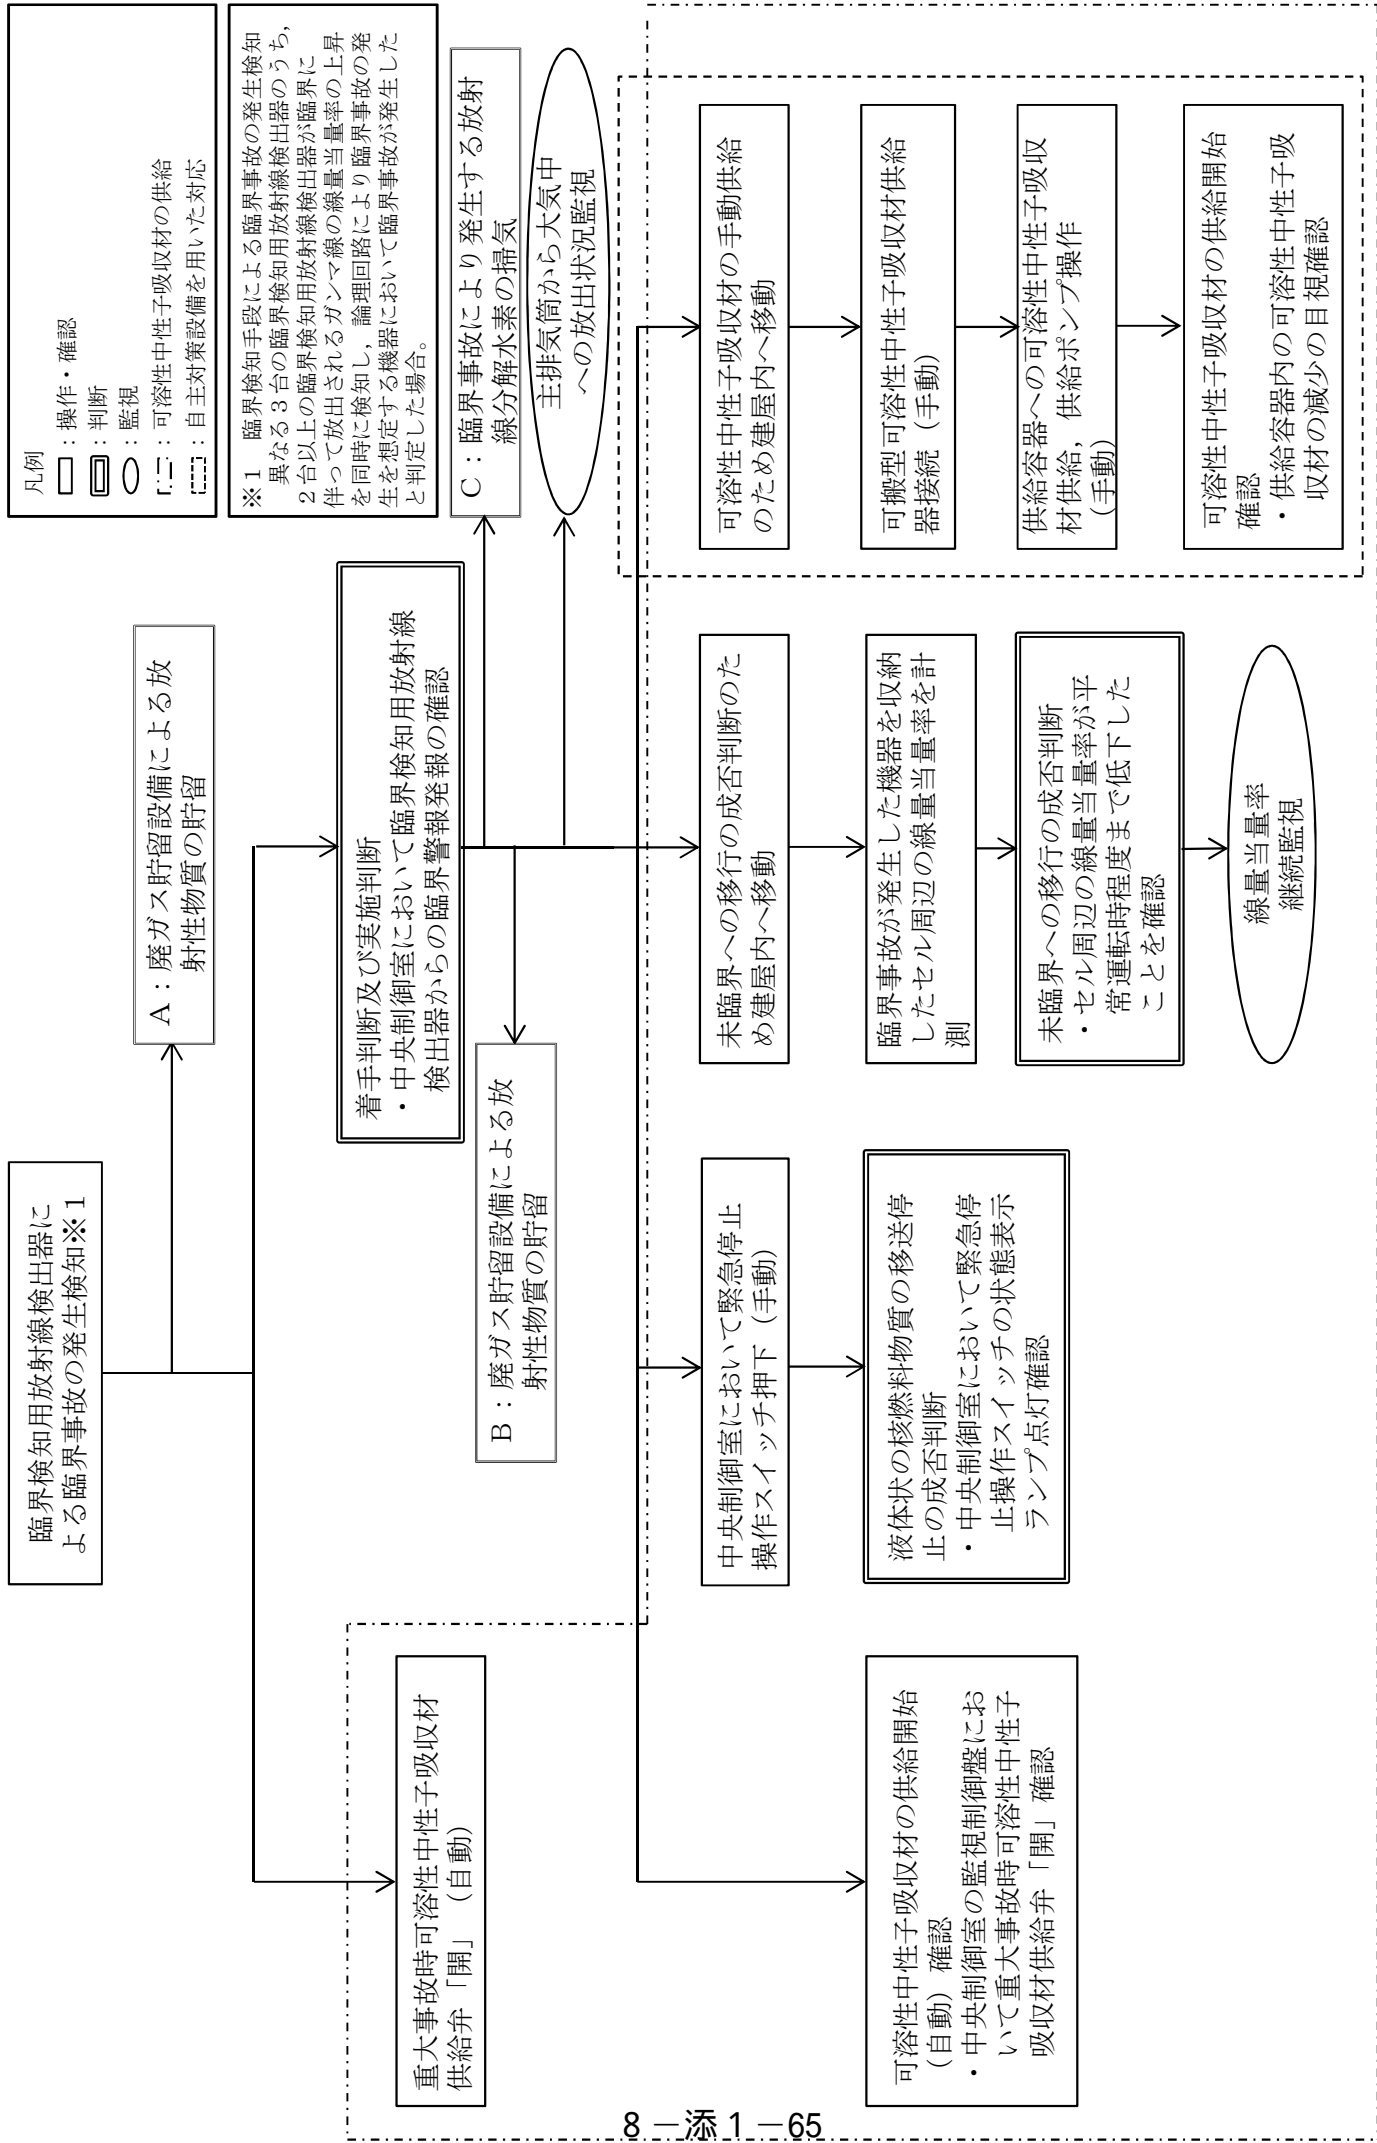 臨界検知用放射線検出器に
よる臨界事故の発生検知※1
凡例
：操作・確認
：判断
：監視
：可溶性中性子吸収材の供給
：自主対策設備を用いた対応
※1　臨界検知手段による臨界事故の発生検知
異なる3台の臨界検知用放射線検出器のうち，
2台以上の臨界検知用放射線検出器が臨界に
伴って放出されるガンマ線の線量当量率の上昇
を同時に検知し，論理回路により臨界事故の発
生を想定する機器において臨界事故が発生した
と判定した場合。
A：廃ガス貯留設備による放
射性物質の貯留
着手判断及び実施判断
・中央制御室において臨界検知用放射線
検出器からの臨界警報発報の確認
重大事故時可溶性中性子吸収材
供給弁「開」（自動）
B：廃ガス貯留設備による放
射性物質の貯留
C：臨界事故により発生する放射
線分解水素の掃気
主排気筒から大気中
への放出状況監視
可溶性中性子吸収材の供給開始
（自動）確認
・中央制御室の監視制御盤にお
いて重大事故時可溶性中性子
吸収材供給弁「開」確認
中央制御室において緊急停止
操作スイッチ押下（手動）
液体状の核燃料物質の移送停
止の成否判断
・中央制御室において緊急停
止操作スイッチの状態表示
ランプ点灯確認
未臨界への移行の成否判断のた
め建屋内へ移動
臨界事故が発生した機器を収納
したセル周辺の線量当量率を計
測
未臨界への移行の成否判断
・セル周辺の線量当量率が平
常運転時程度まで低下した
ことを確認
線量当量率
継続監視
可溶性中性子吸収材の手動供給
のため建屋内へ移動
可搬型可溶性中性子吸収材供給
器接続（手動）
供給容器への可溶性中性子吸収
材供給，供給ポンプ操作
（手動）
可溶性中性子吸収材の供給開始
確認
・供給容器内の可溶性中性子吸
収材の減少の目視確認
8－添1－65